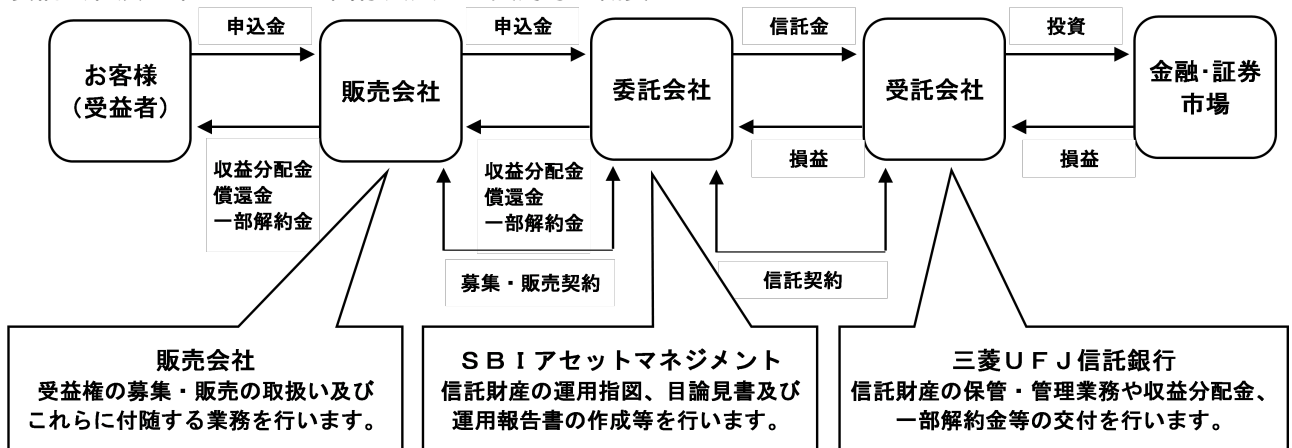 申込金
申込金
信託金
投資
お客様
（受益者）
販売会社
委託会社
受託会社
金融・証券
市場
収益分配金
償還金
一部解約金
収益分配金
償還金
一部解約金
損益
損益
募集・販売契約
信託契約
販売会社
受益権の募集・販売の取扱い及び
これらに付随する業務を行います。
ＳＢＩアセットマネジメント
信託財産の運用指図、目論見書及び
運用報告書の作成等を行います。
三菱ＵＦＪ信託銀行
信託財産の保管・管理業務や収益分配金、
一部解約金等の交付を行います。